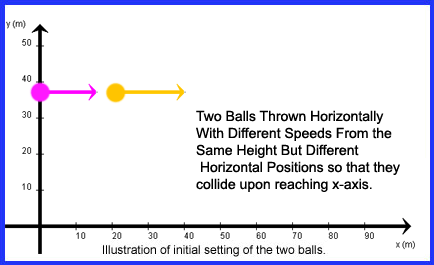 y (m)
50
40
30
20
10
Two Balls Thrown Horizontally
With Different Speeds From the
Same Height But Different
Horizontal Positions so that they
collide upon reaching x-axis.
10 20 30 40 50 60 70 80 90
x (m)
Illustration of initial setting of the two balls.